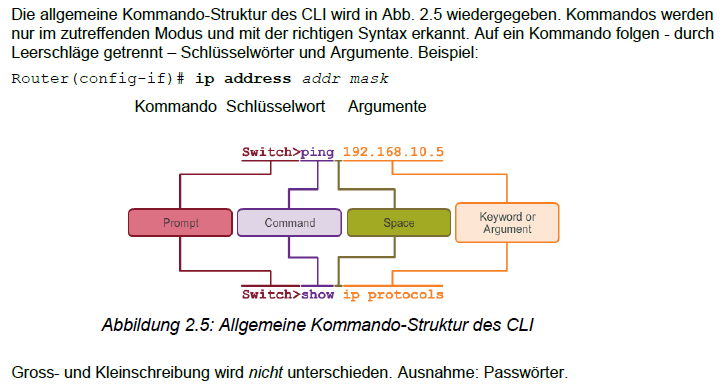 Die allgemeine Kommando-Struktur des CLI wird in Abb. 2.5 wiedergegeben. Kommandos werden
nur im zutreffenden Modus und mit der richtigen Syntax erkannt. Auf ein Kommando folgen - durch
Leerschläge getrennt – Schlüsselwörter und Argumente. Beispiel:
Router(config-if)# ip address addr mask
Kommando Schlüsselwort Argumente
Switch>ping 192.168.10.5
Prompt Command Space Keyword or
Argument
Switch>show ip protocols
Abbildung 2.5: Allgemeine Kommando-Struktur des CLI
Gross- und Kleinschreibung wird nicht unterschieden. Ausnahme: Passwörter.